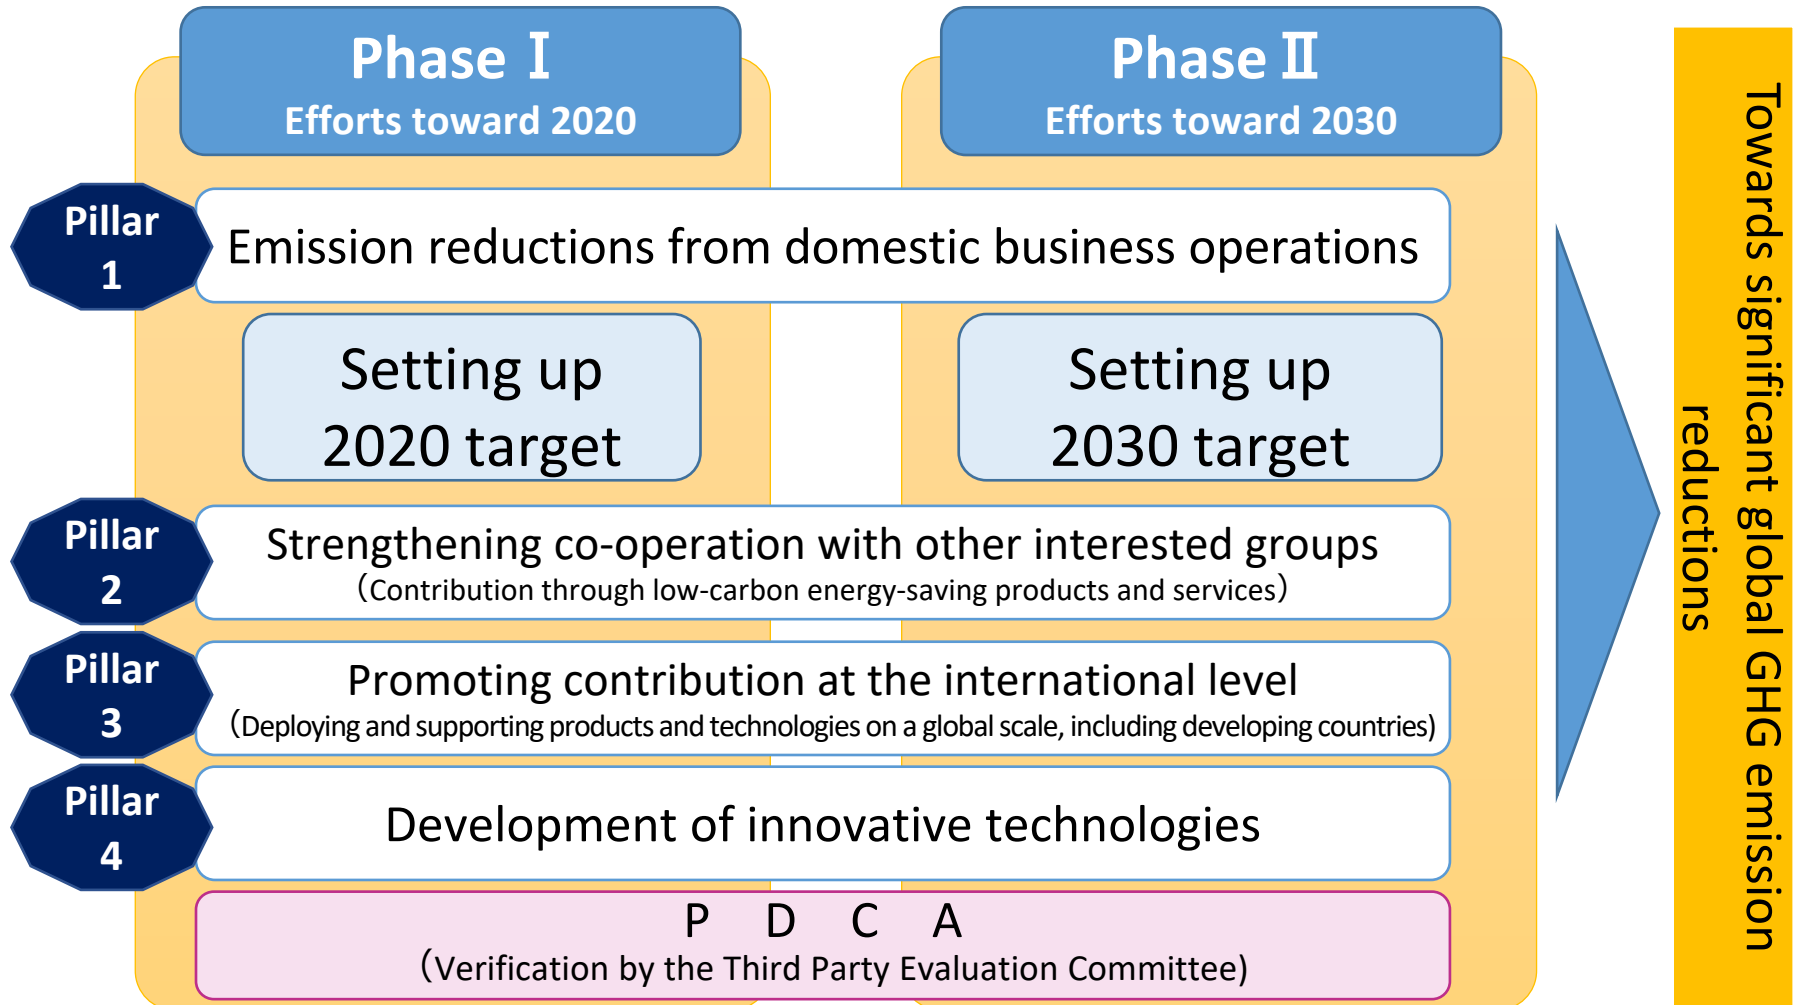 Phase Ⅰ
Efforts toward 2020
Phase Ⅱ
Efforts toward 2030
Pillar
1
Emission reductions from domestic business operations
Setting up
2020 target
Setting up
2030 target
Pillar
2
Strengthening co-operation with other interested groups
（Contribution through low-carbon energy-saving products and services）
Pillar
3
Promoting contribution at the international level
（Deploying and supporting products and technologies on a global scale, including developing countries)
Pillar
4
Development of innovative technologies
P D C A
（Verification by the Third Party Evaluation Committee)
Towards significant global GHG emission
reductions